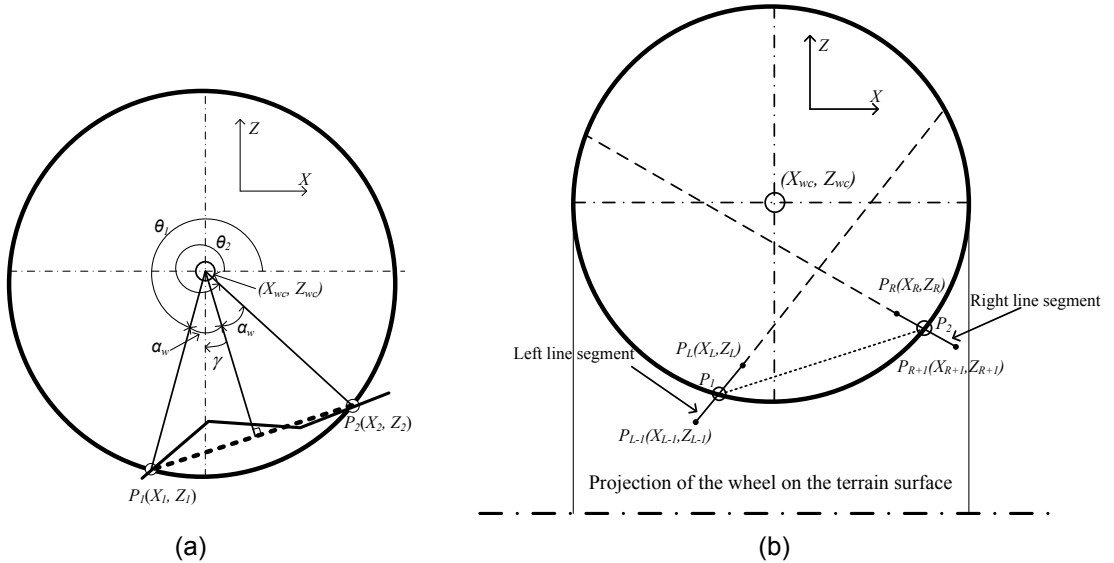 Z
X
θ1
θ2
(Xwc, Zwc)
αw
αw
γ
P2(X2, Z2)
P1(X1, Z1)
(a)
Z
X
(Xwc, Zwc)
PR(XR,ZR)
Right line segment
P2
Left line segment
PL(XL,ZL)
P1
PR+1(XR+1,ZR+1)
PL-1(XL-1,ZL-1)
Projection of the wheel on the terrain surface
(b)